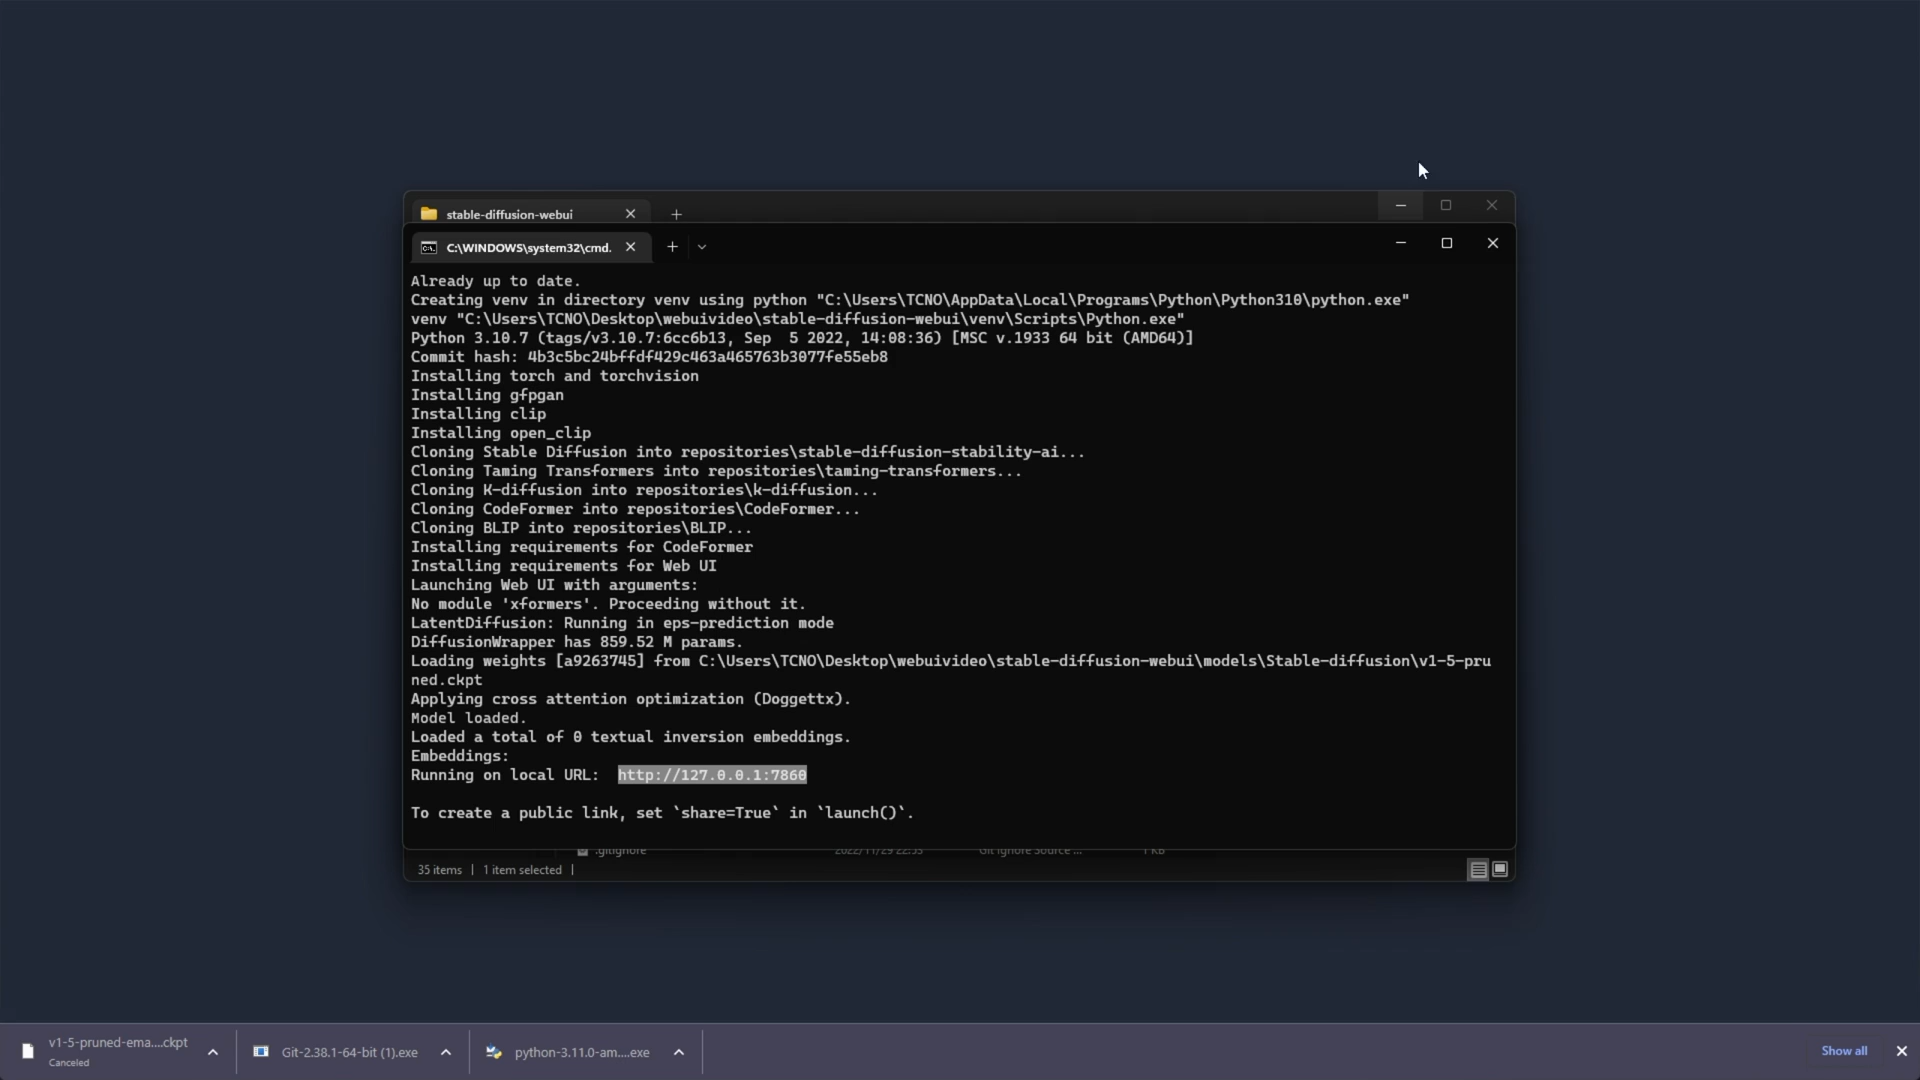 stable-diffusion-webui
C:\WINDOWS\system32\cmd.
Already up to date.
Creating venv in directory venv using python "C:\Users\TCNO\AppData\Local\Programs\Python\Python310\python.exe"
venv "C:\Users\TCNO\Desktop\webuivideo\stable-diffusion-webui\venv\Scripts\Python.exe"
Python 3.10.7 (tags/v3.10.7:6cc6b13, Sep  5 2022, 14:08:36) [MSC v.1933 64 bit (AMD64)]
Commit hash: 4b3c5bc24bffdf429c463a465763b3077fe55eb8
Installing torch and torchvision
Installing gfpgan
Installing clip
Installing open_clip
Cloning Stable Diffusion into repositories\stable-diffusion-stability-ai...
Cloning Taming Transformers into repositories\taming-transformers...
Cloning K-diffusion into repositories\k-diffusion...
Cloning CodeFormer into repositories\CodeFormer...
Cloning BLIP into repositories\BLIP...
Installing requirements for CodeFormer
Installing requirements for Web UI
Launching Web UI with arguments:
No module 'xformers'. Proceeding without it.
LatentDiffusion: Running in eps-prediction mode
DiffusionWrapper has 859.52 M params.
Loading weights [a9263745] from C:\Users\TCNO\Desktop\webuivideo\stable-diffusion-webui\models\Stable-diffusion\v1-5-pru
ned.ckpt
Applying cross attention optimization (Doggettx).
Model loaded.
Loaded a total of 0 textual inversion embeddings.
Embeddings:
Running on local URL:  http://127.0.0.1:7860
To create a public link, set `share=True` in `launch()`.
.gitignore 2022/11/29 22:53 Git Ignore Source ... 1 KB
35 items | 1 item selected |
v1-5-pruned-ema....ckpt
Canceled
Git-2.38.1-64-bit (1).exe
python-3.11.0-am....exe
Show all